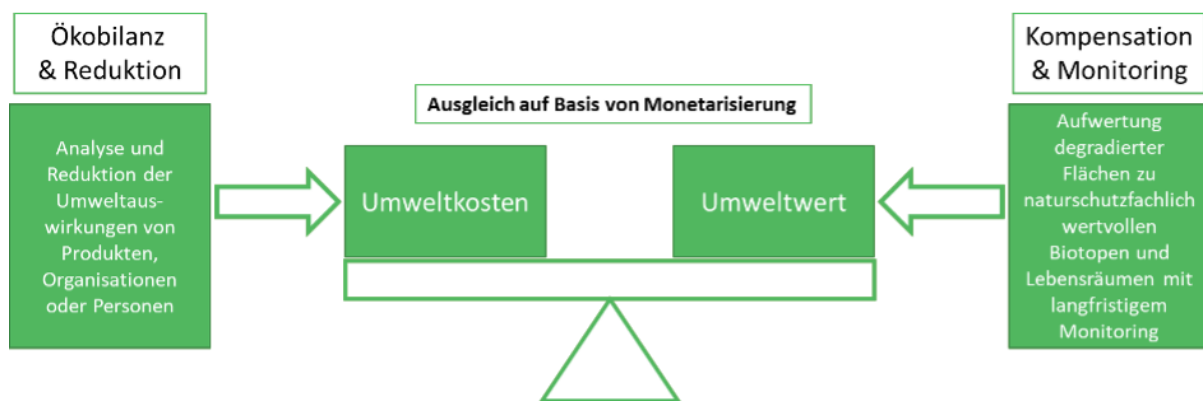 Ökobilanz
& Reduktion
Analyse und
Reduktion der
Umweltaus-
wirkungen von
Produkten,
Organisationen
oder Personen
Ausgleich auf Basis von Monetarisierung
Umweltkosten
Umweltwert
Kompensation
& Monitoring
Aufwertung
degradierter
Flächen zu
naturschutzfachlich
wertvollen
Biotopen und
Lebensräumen mit
langfristigem
Monitoring